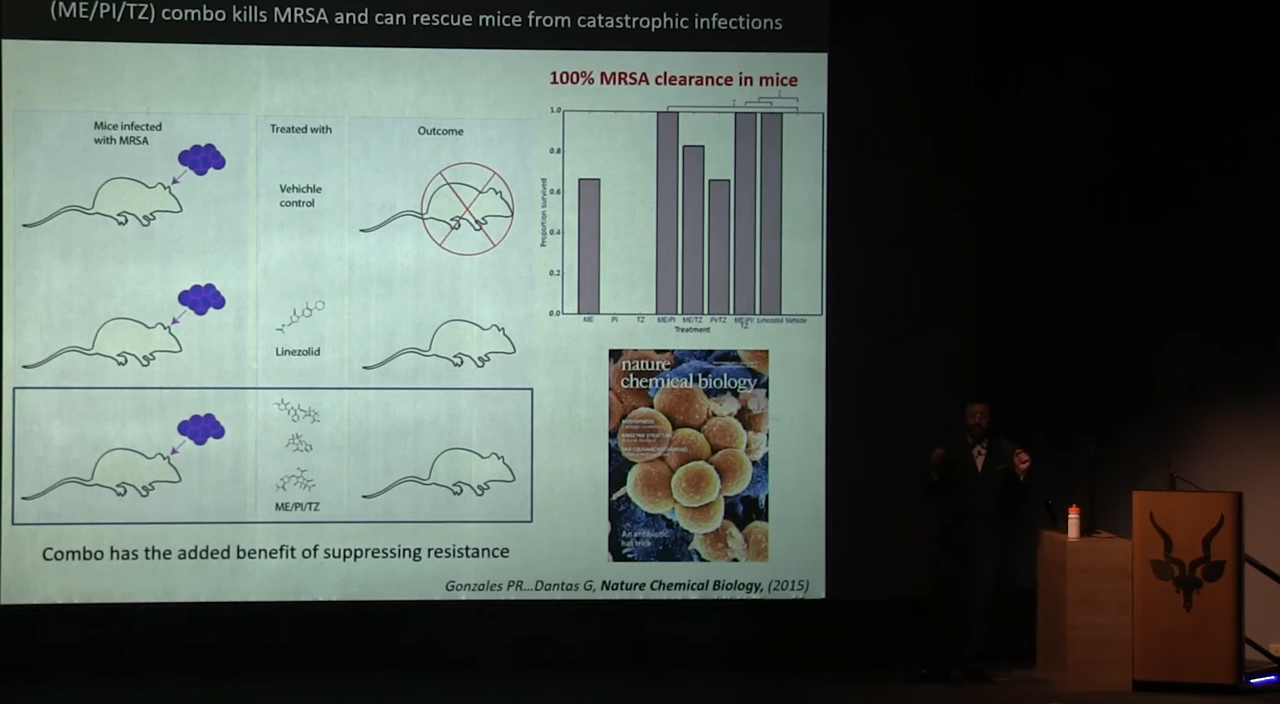 (ME/PI/TZ) combo kills MRSA and can rescue mice from catastrophic infections
100% MRSA clearance in mice
Mice infected
with MRSA
Treated with
Outcome
Vehichle
control
Linezolid
ME/PI/TZ
Combo has the added benefit of suppressing resistance
Proportion survived
1.0
0.8
0.6
0.4
0.2
0.0
ME
PI
TZ
ME/PI
ME/TZ
PI/TZ
ME/PI/
TZ
Linezolid
Vehicle
Treatment
nature
chemical biology
An antibiotic
hat trick
Gonzales PR...Dantas G, Nature Chemical Biology, (2015)